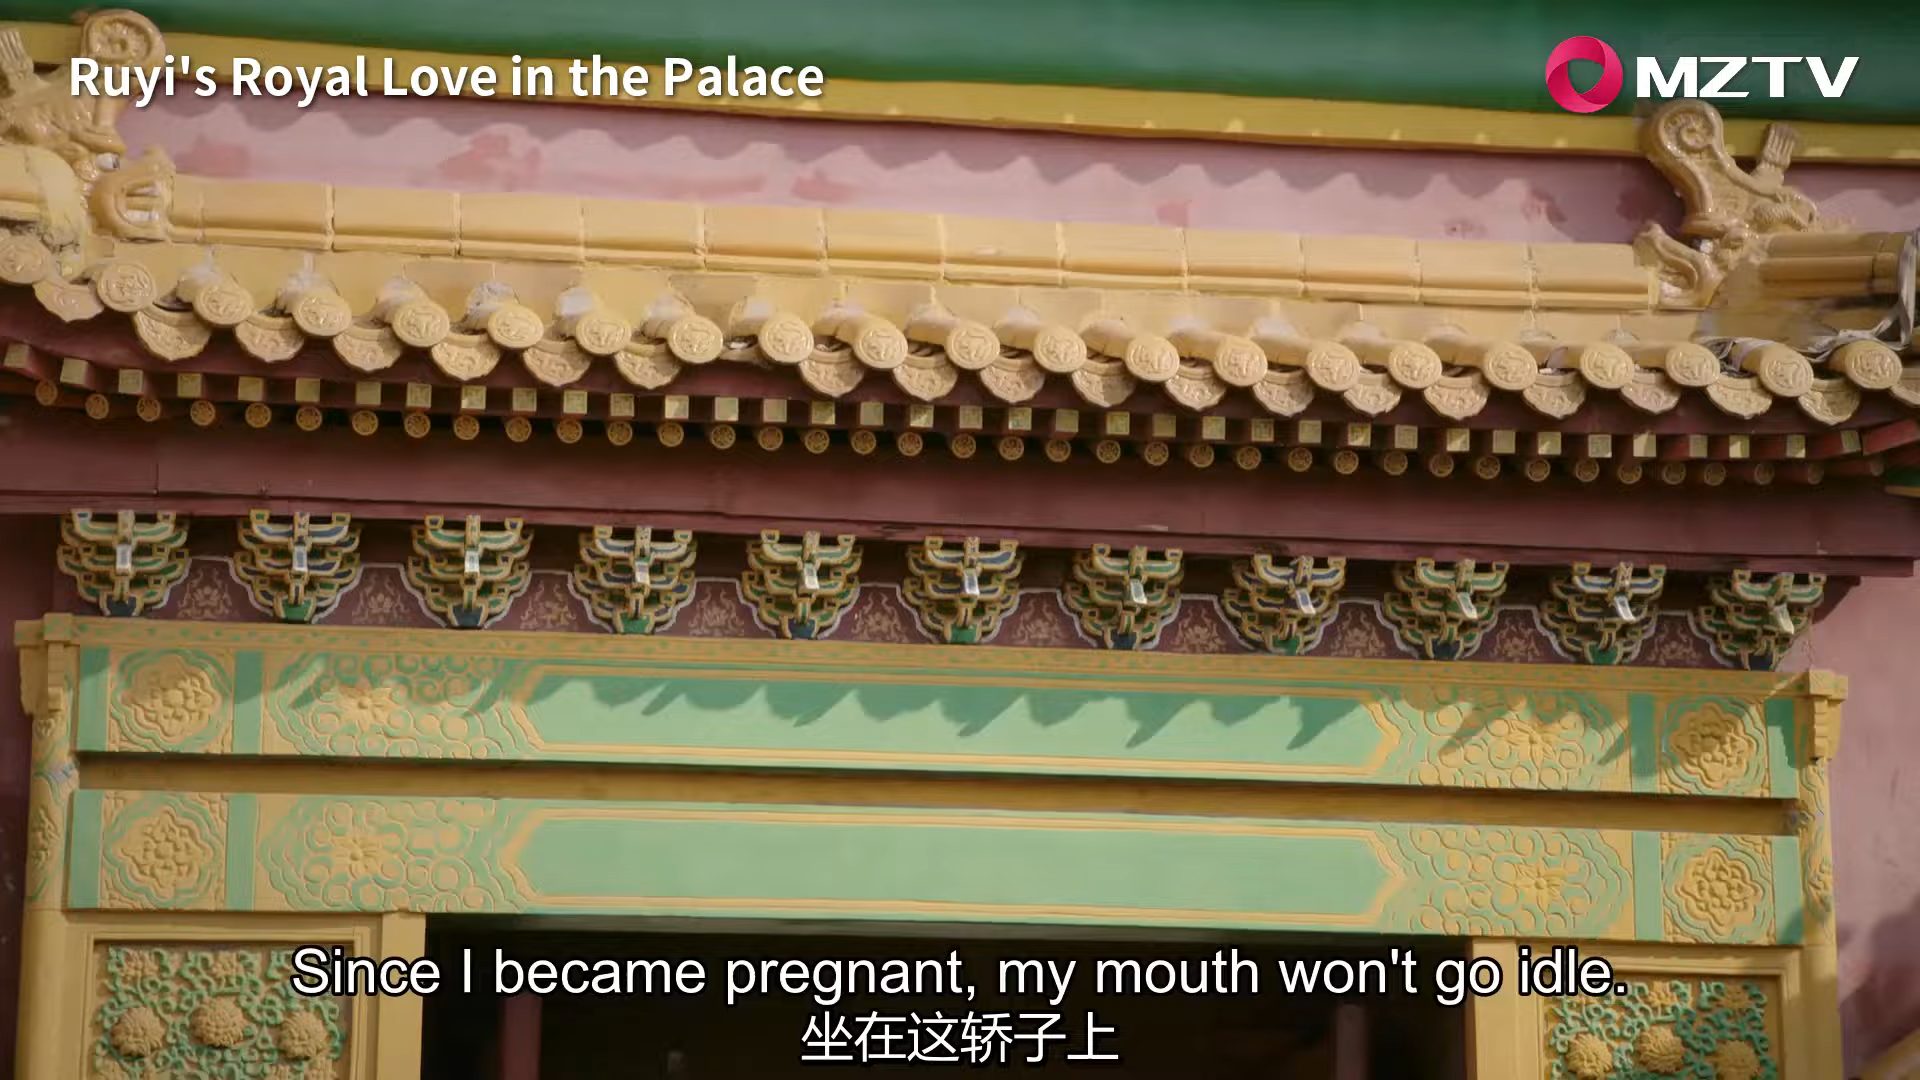 Ruyi's Royal Love in the Palace
MZTV
Since I became pregnant, my mouth won't go idle.
坐在这轿子上